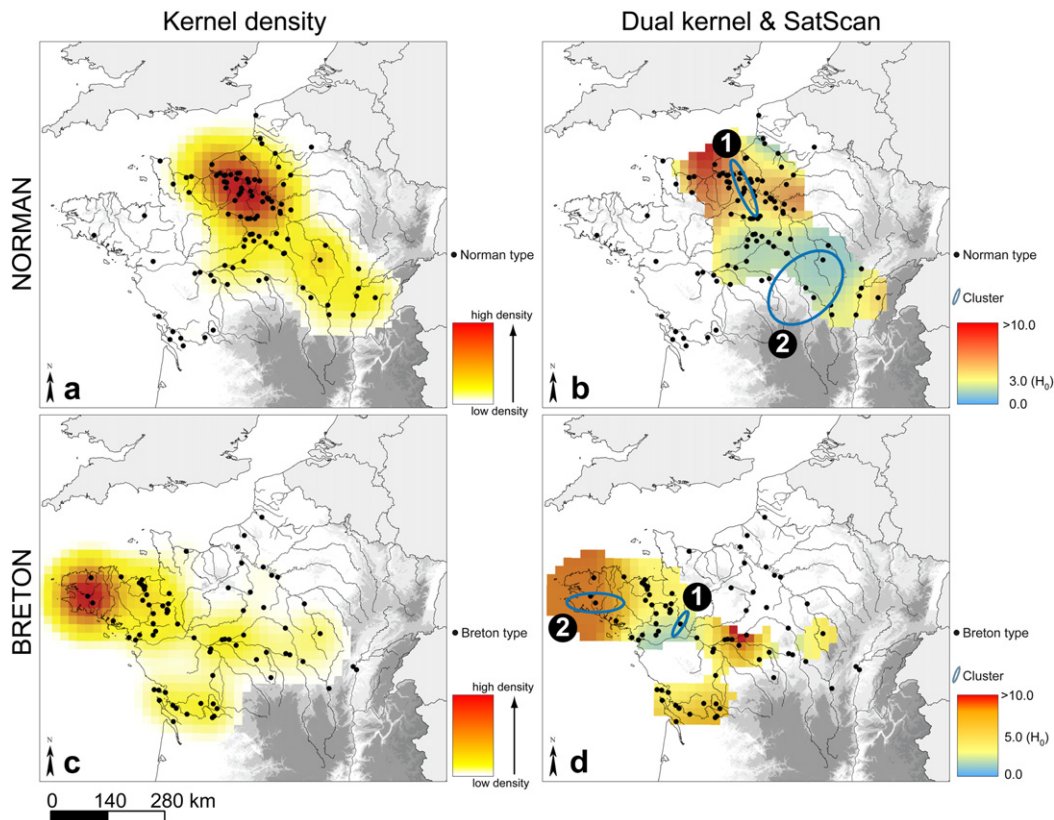 Kernel density
Dual kernel & SatScan
NORMAN
N
a
Norman type
high density
low density
1
2
N
b
Norman type
Cluster
>10.0
3.0 (H₀)
0.0
BRETON
N
c
Breton type
high density
low density
1
2
N
d
Breton type
Cluster
>10.0
5.0 (H₀)
0.0
0 140 280 km